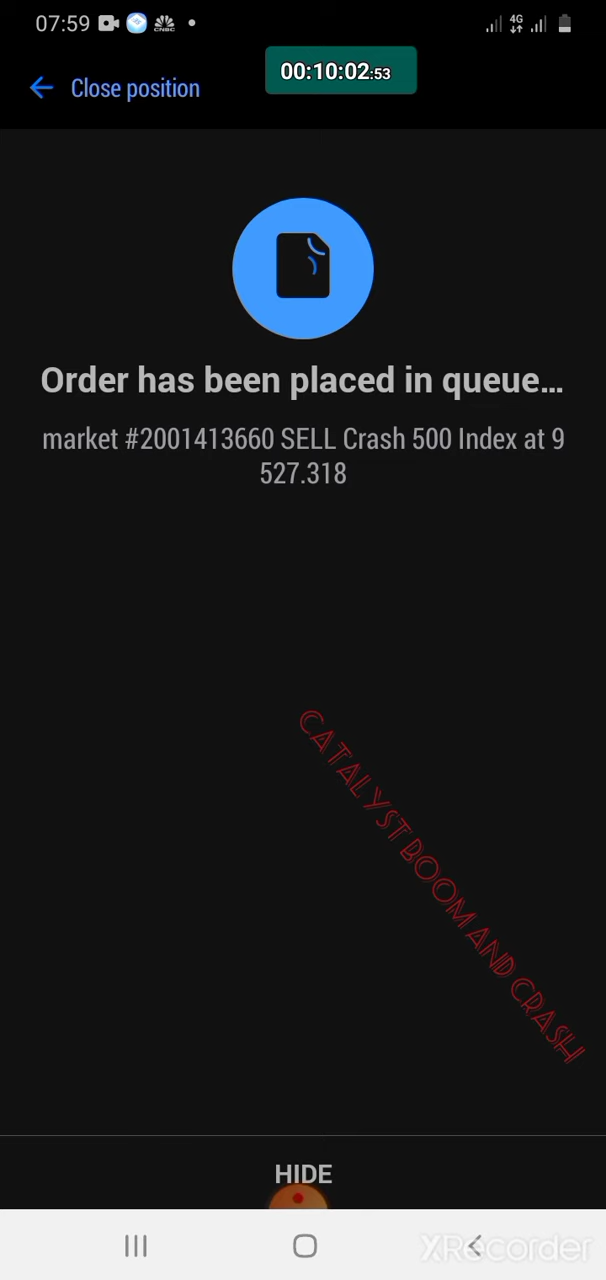 07:59 CNBC 4G
00:10:02:53
Close position
Order has been placed in queue...
market #2001413660 SELL Crash 500 Index at 9
527.318
CATALYST BOOM AND CRASH
HIDE
XRecorder